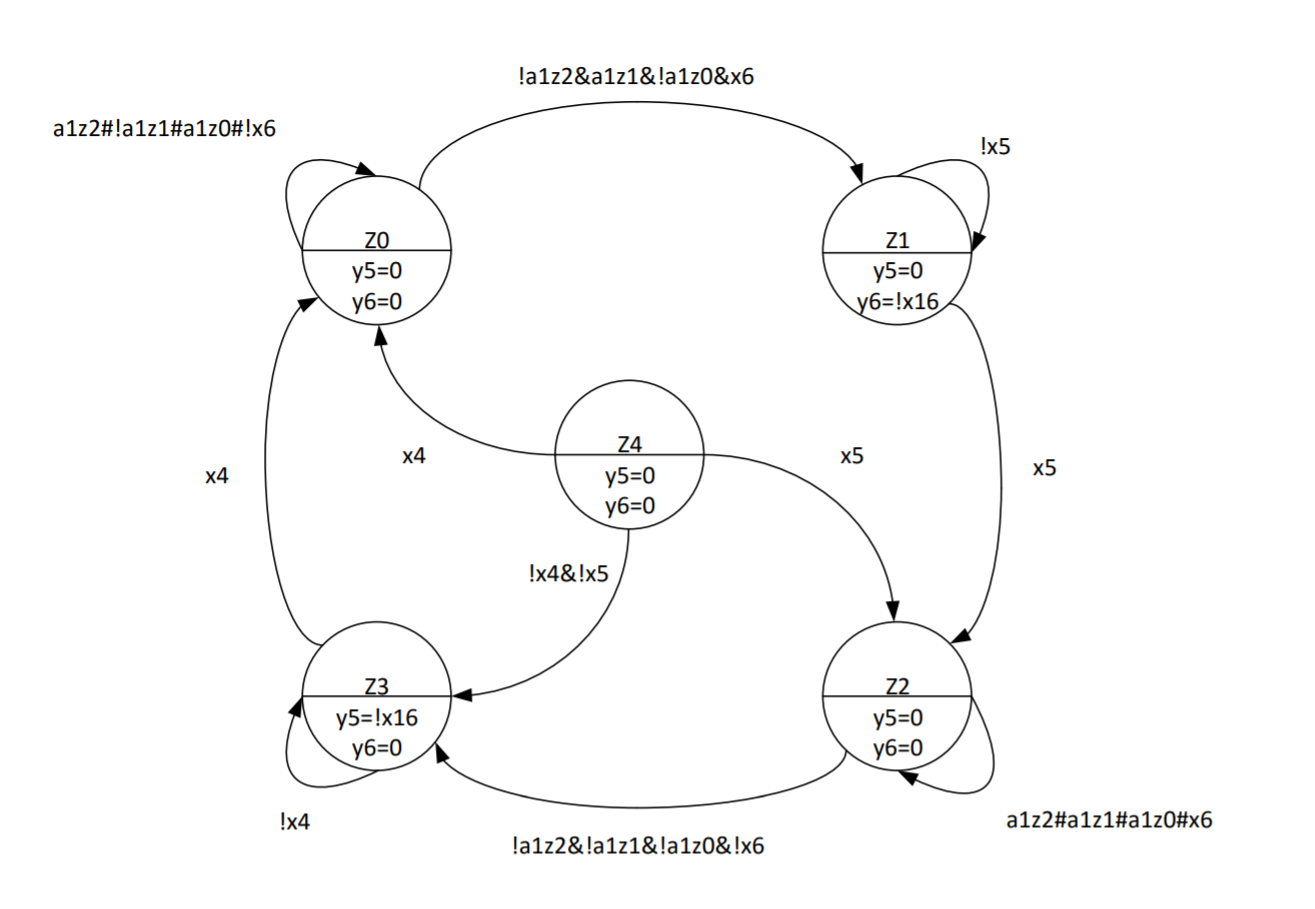 !a1z2&a1z1&!a1z0&x6
a1z2#!a1z1#a1z0#!x6
!x5
Z0
y5=0
y6=0
Z1
y5=0
y6=!x16
x4
x4
Z4
y5=0
y6=0
x5
x5
!x4&!x5
Z3
y5=!x16
y6=0
Z2
y5=0
y6=0
!x4
!a1z2&!a1z1&!a1z0&!x6
a1z2#a1z1#a1z0#x6